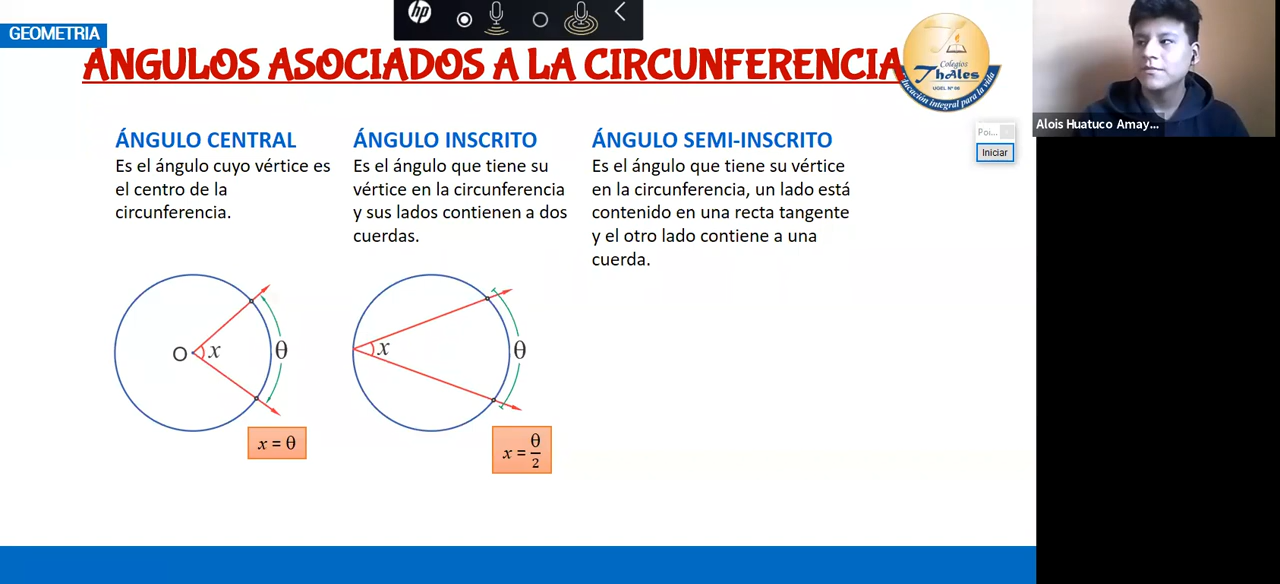 GEOMETRIA
hp
ÁNGULOS ASOCIADOS A LA CIRCUNFERENCIA
Colegios
Thales
UGEL Nº 06
Educación integral para la vida
Alois Huatuco Amay...
Poi...
Iniciar
ÁNGULO CENTRAL
Es el ángulo cuyo vértice es
el centro de la
circunferencia.
O
x
θ
x = θ
ÁNGULO INSCRITO
Es el ángulo que tiene su
vértice en la circunferencia
y sus lados contienen a dos
cuerdas.
x
θ
x = θ/2
ÁNGULO SEMI-INSCRITO
Es el ángulo que tiene su vértice
en la circunferencia, un lado está
contenido en una recta tangente
y el otro lado contiene a una
cuerda.